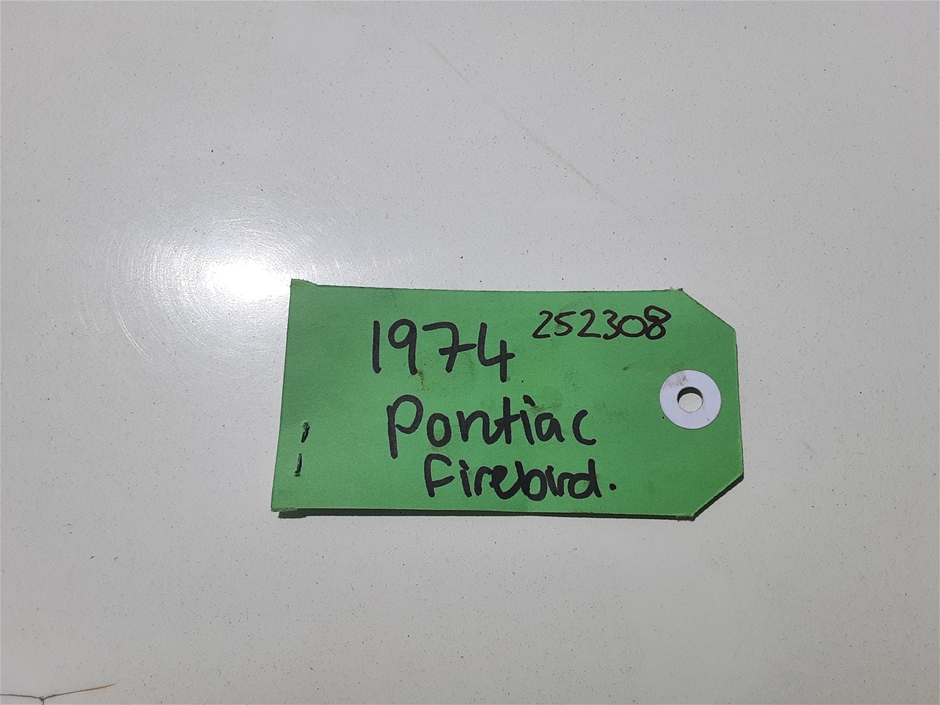 1974 252308
Pontiac
Firebird.